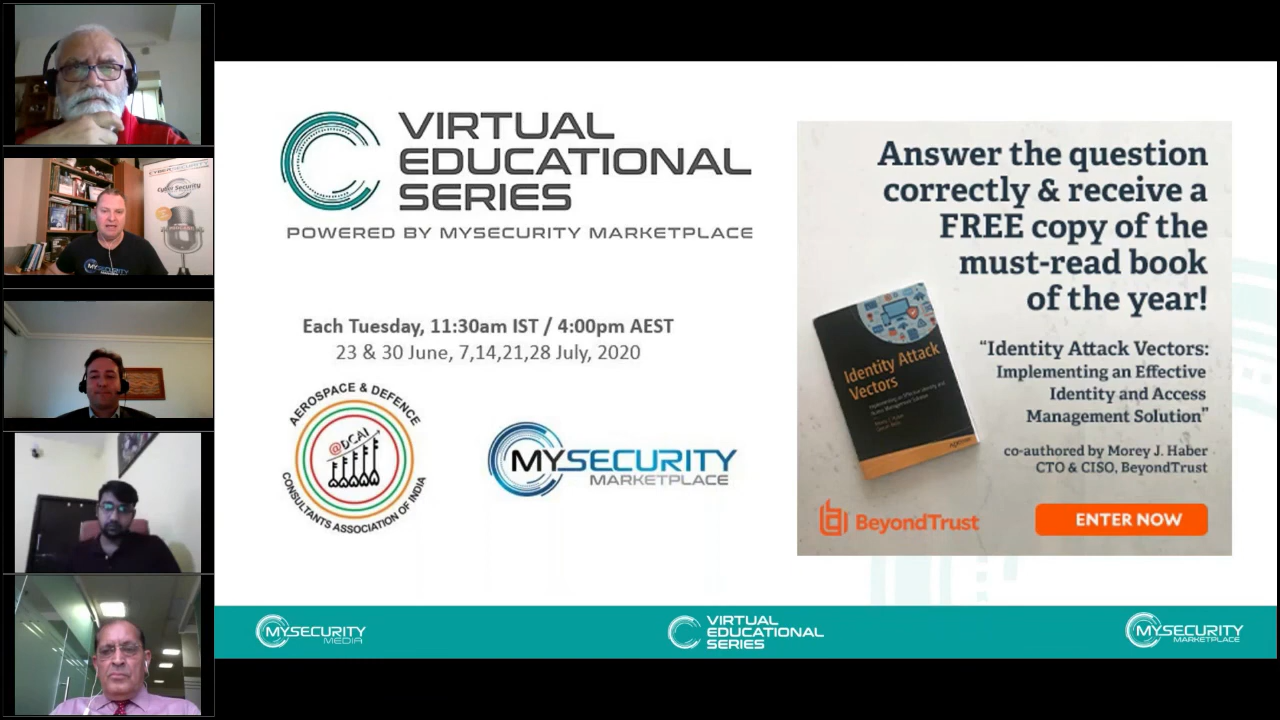 VIRTUAL
EDUCATIONAL
SERIES
POWERED BY MYSECURITY MARKETPLACE
Each Tuesday, 11:30am IST / 4:00pm AEST
23 & 30 June, 7,14,21,28 July, 2020
AEROSPACE & DEFENCE
@DCAI
CONSULTANTS ASSOCIATION OF INDIA
MYSECURITY
MARKETPLACE
Answer the question
correctly & receive a
FREE copy of the
must-read book
of the year!
Identity Attack
Vectors
“Identity Attack Vectors:
Implementing an Effective
Identity and Access
Management Solution”
co-authored by Morey J. Haber
CTO & CISO, BeyondTrust
BeyondTrust
ENTER NOW
MYSECURITY
MEDIA
VIRTUAL
EDUCATIONAL
SERIES
MYSECURITY
MARKETPLACE
Cyber Security
MYSECURITY